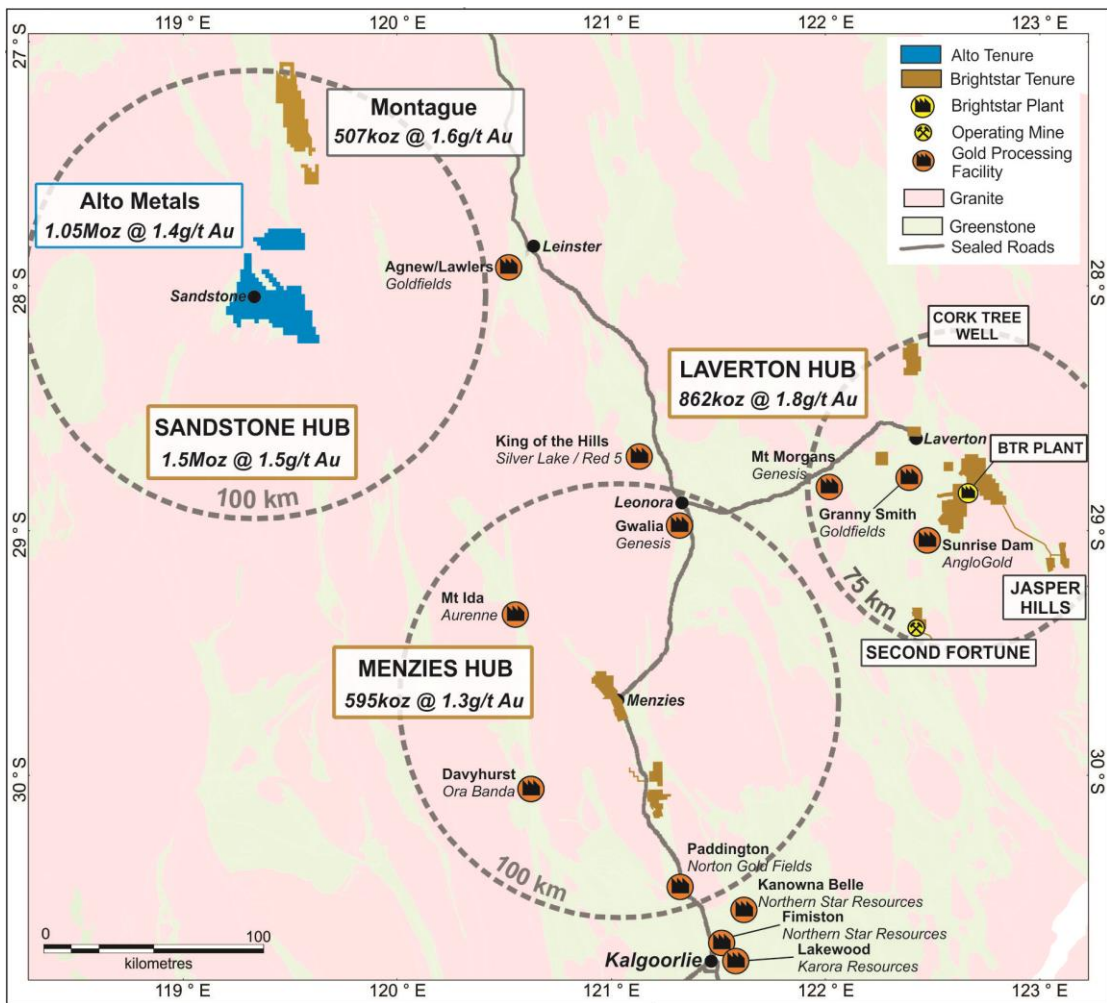 119 ° E
120 ° E
121 ° E
122 ° E
123 ° E
27° S
28° S
29° S
30° S
28° S
29° S
30° S
Alto Tenure
Brightstar Tenure
Brightstar Plant
Operating Mine
Gold Processing
Facility
Granite
Greenstone
Sealed Roads
Montague
507koz @ 1.6g/t Au
Alto Metals
1.05Moz @ 1.4g/t Au
Sandstone
Agnew/Lawlers
Goldfields
Leinster
SANDSTONE HUB
1.5Moz @ 1.5g/t Au
100 km
CORK TREE
WELL
LAVERTON HUB
862koz @ 1.8g/t Au
Laverton
BTR PLANT
King of the Hills
Silver Lake / Red 5
Mt Morgans
Genesis
Leonora
Granny Smith
Goldfields
Gwalia
Genesis
Sunrise Dam
AngloGold
75 km
JASPER
HILLS
SECOND FORTUNE
Mt Ida
Aurenne
MENZIES HUB
595koz @ 1.3g/t Au
Menzies
Davyhurst
Ora Banda
100 km
Paddington
Norton Gold Fields
Kanowna Belle
Northern Star Resources
Fimiston
Northern Star Resources
Lakewood
Karora Resources
Kalgoorlie
0
100
kilometres
119 ° E
120 ° E
121 ° E
122 ° E
123 ° E